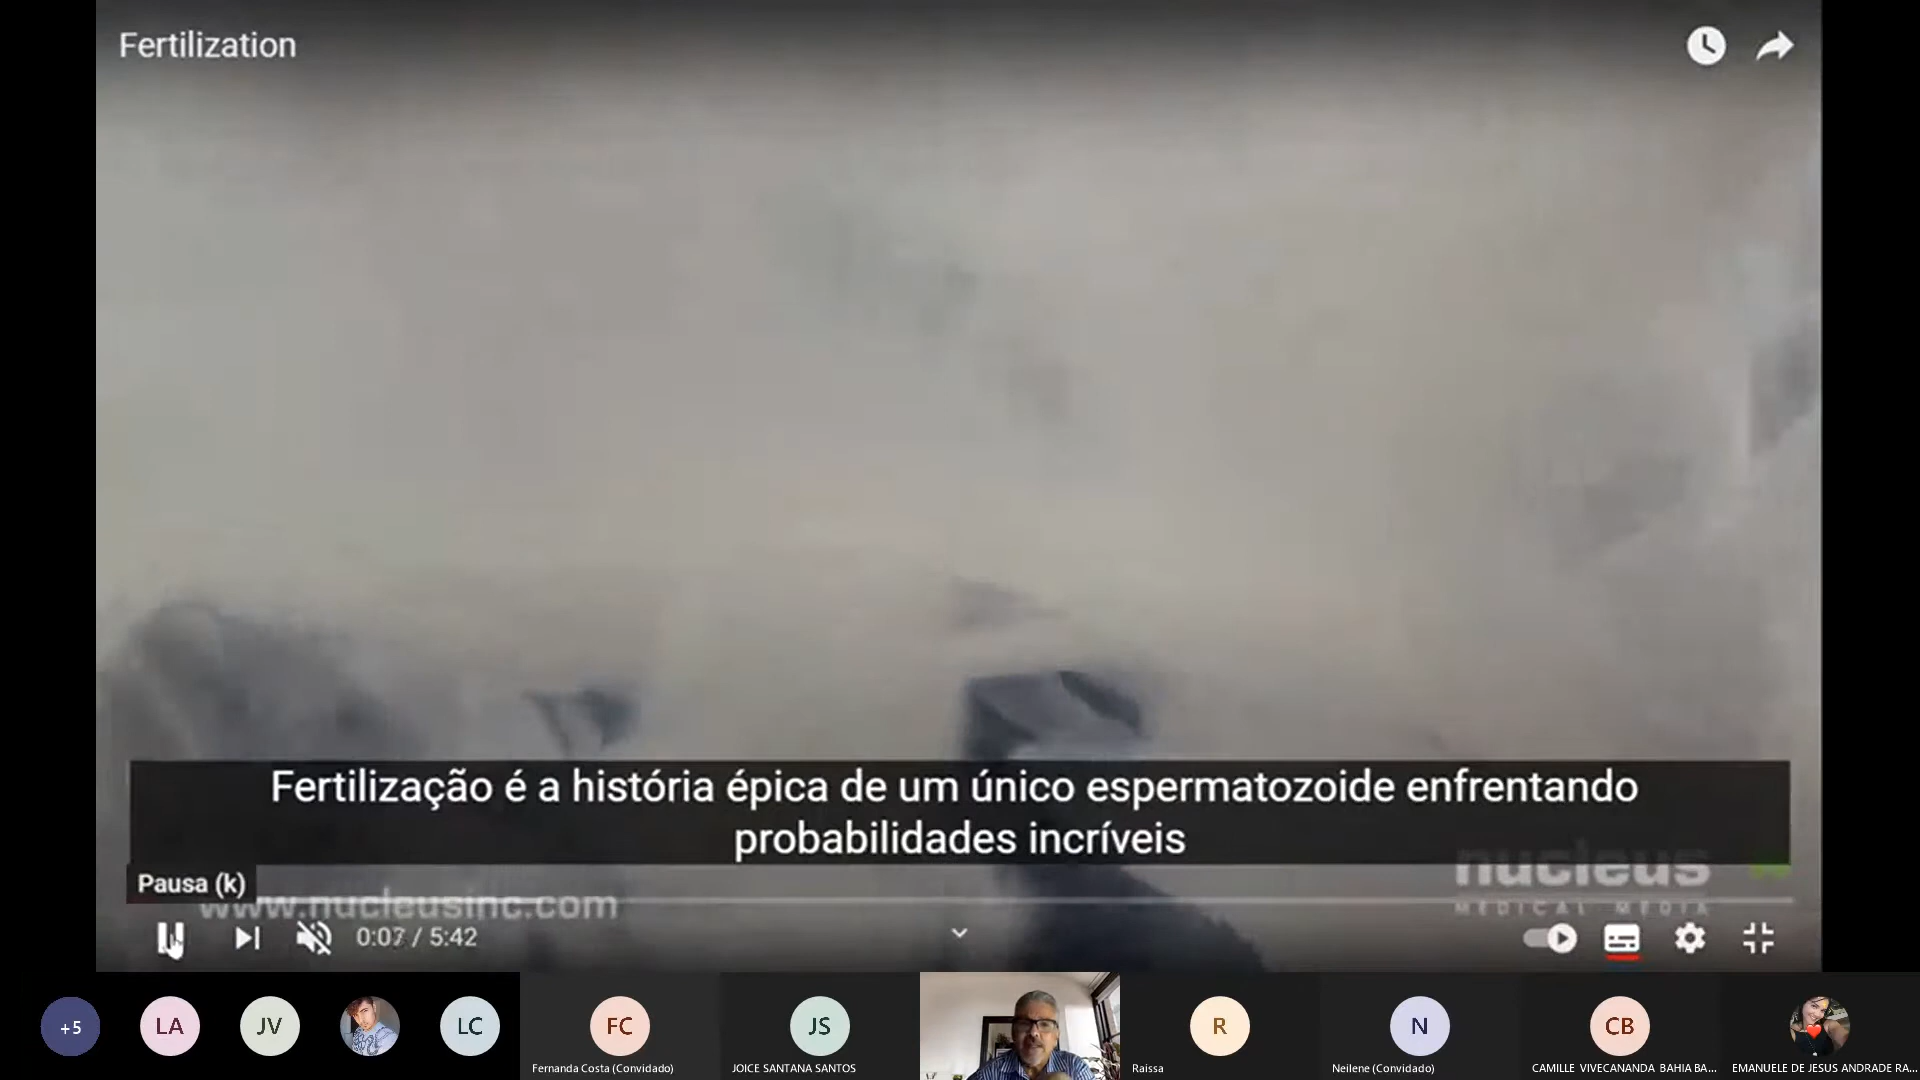 Fertilization
Fertilização é a história épica de um único espermatozoide enfrentando
probabilidades incríveis
Pausa (k)
www.nucleusinc.com
nucleus
MEDICAL MEDIA
0:07 / 5:42
+5
LA
JV
LC
FC
JS
R
N
CB
Fernanda Costa (Convidado)
JOICE SANTANA SANTOS
Raissa
Neilene (Convidado)
CAMILLE VIVECANANDA BAHIA BA...
EMANUELE DE JESUS ANDRADE RA...